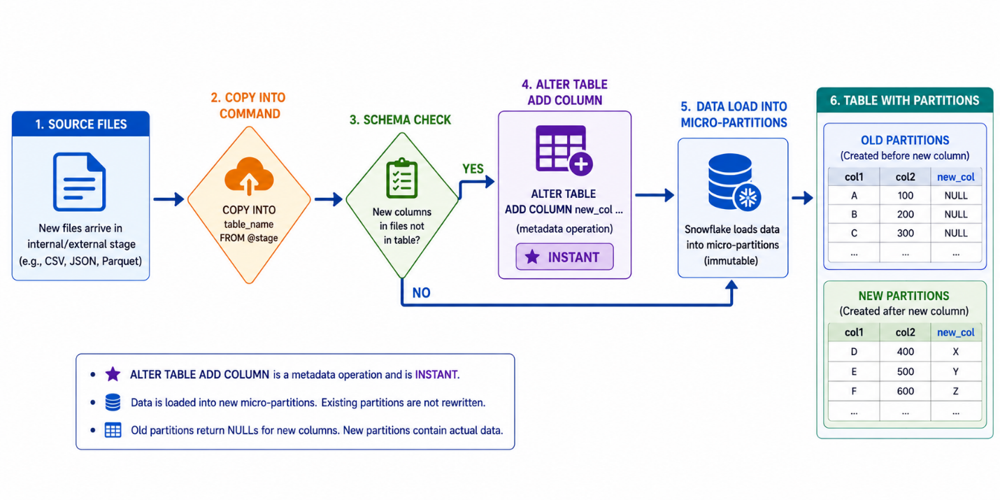 1. SOURCE FILES
New files arrive in
internal/external stage
(e.g., CSV, JSON, Parquet)
2. COPY INTO
COMMAND
COPY INTO
table_name
FROM @stage
3. SCHEMA CHECK
New columns
in files not
in table?
YES
NO
4. ALTER TABLE
ADD COLUMN
ALTER TABLE
ADD COLUMN new_col ...
(metadata operation)
INSTANT
5. DATA LOAD INTO
MICRO-PARTITIONS
Snowflake loads data
into micro-partitions
(immutable)
6. TABLE WITH PARTITIONS
OLD PARTITIONS
(Created before new column)
col1 col2 new_col
A 100 NULL
B 200 NULL
C 300 NULL
... ... ...
NEW PARTITIONS
(Created after new column)
col1 col2 new_col
D 400 X
E 500 Y
F 600 Z
... ... ...
• ALTER TABLE ADD COLUMN is a metadata operation and is INSTANT.
• Data is loaded into new micro-partitions. Existing partitions are not rewritten.
• Old partitions return NULLs for new columns. New partitions contain actual data.